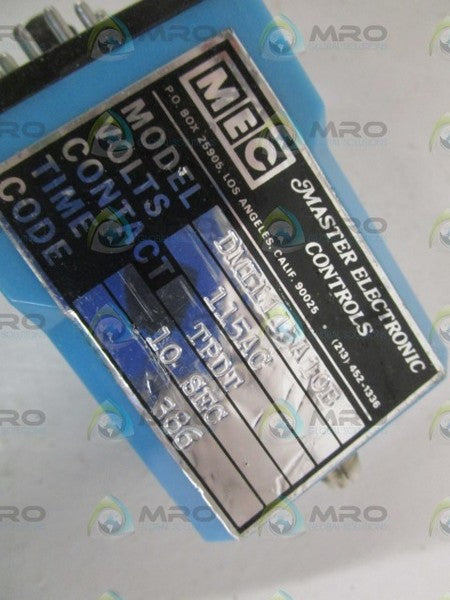 MEC
MASTER ELECTRONIC
CONTROLS
P.O. BOX 25905, LOS ANGELES, CALIF. 90025 (213) 452-1336
MODEL
VOLTS 115AC
CONTACT TPDT
TIME 10 SEC
CODE
MRO